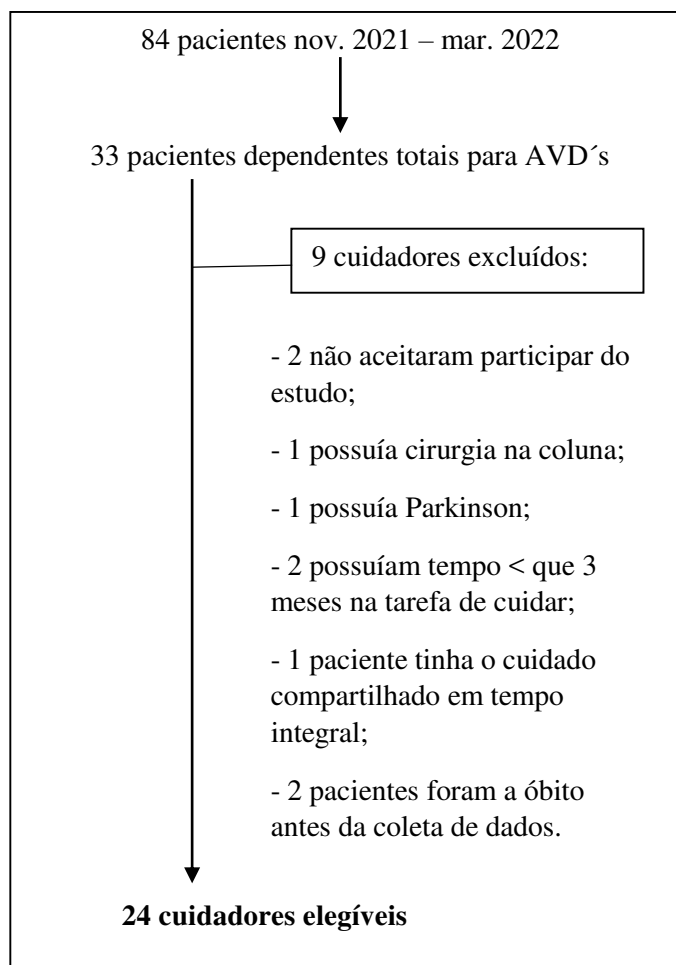 84 pacientes nov. 2021 – mar. 2022
33 pacientes dependentes totais para AVD´s
9 cuidadores excluídos:
- 2 não aceitaram participar do
estudo;
- 1 possuía cirurgia na coluna;
- 1 possuía Parkinson;
- 2 possuíam tempo < que 3
meses na tarefa de cuidar;
- 1 paciente tinha o cuidado
compartilhado em tempo
integral;
- 2 pacientes foram a óbito
antes da coleta de dados.
24 cuidadores elegíveis